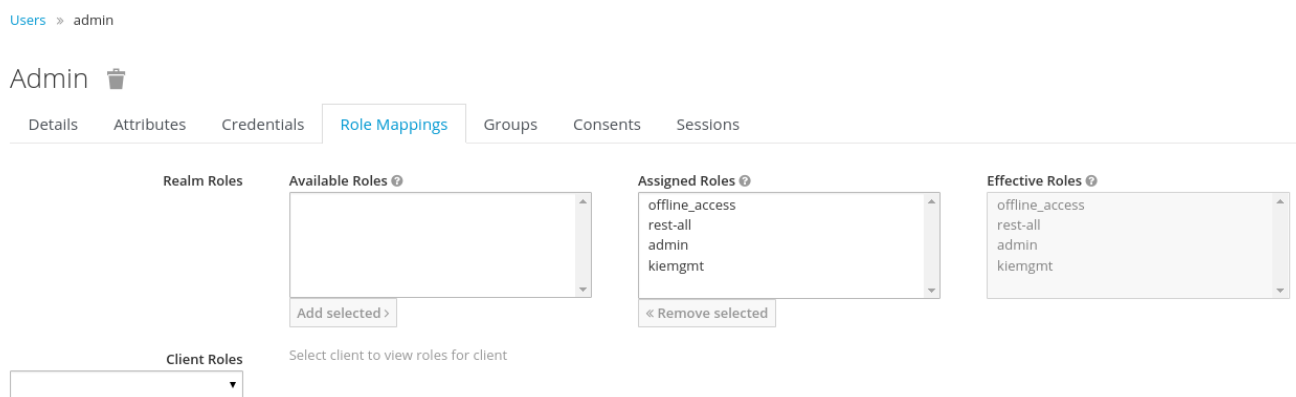 Users » admin
Admin
Details Attributes Credentials Role Mappings Groups Consents Sessions
Realm Roles Available Roles Assigned Roles Effective Roles
offline_access offline_access
rest-all rest-all
admin admin
kiemgmt kiemgmt
Add selected › « Remove selected
Client Roles Select client to view roles for client